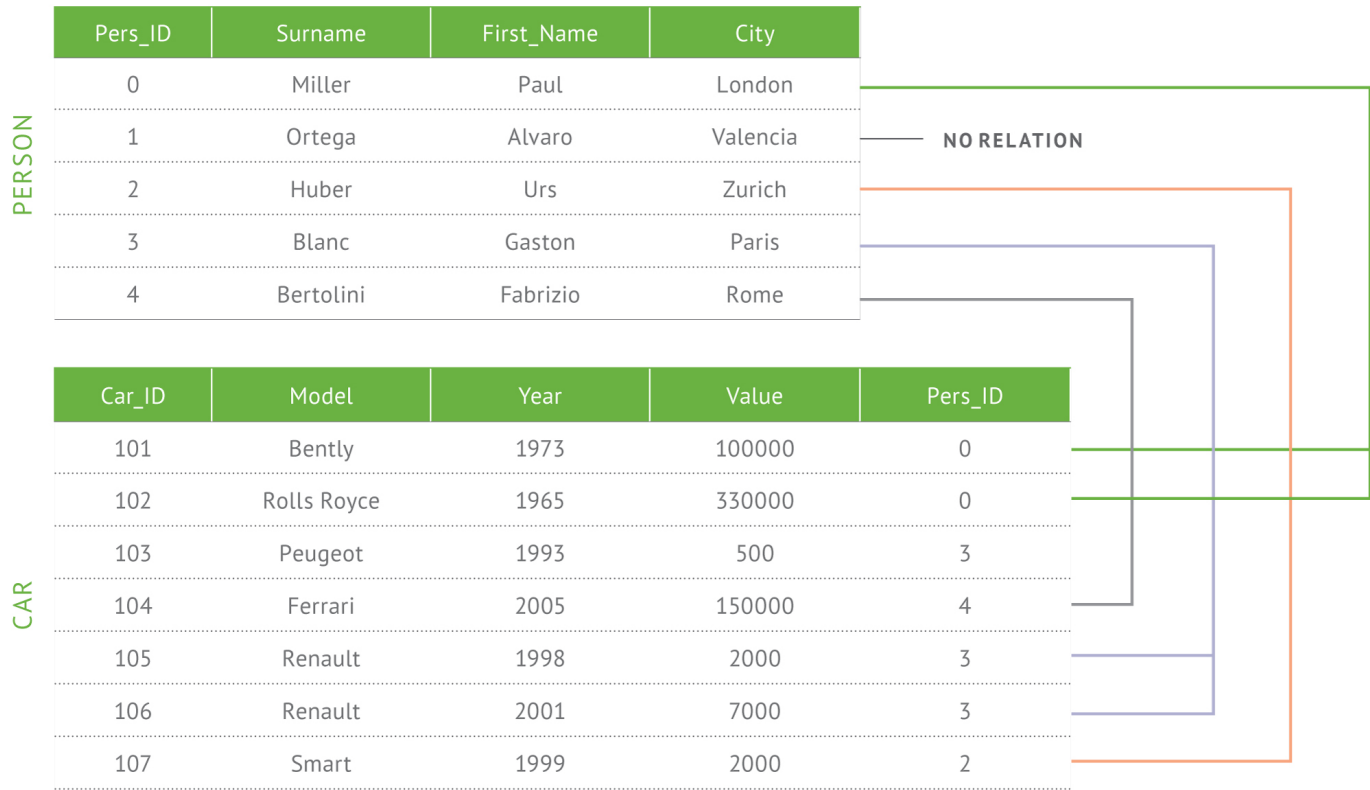 PERSON
Pers_ID Surname First_Name City
0 Miller Paul London
1 Ortega Alvaro Valencia NO RELATION
2 Huber Urs Zurich
3 Blanc Gaston Paris
4 Bertolini Fabrizio Rome
CAR
Car_ID Model Year Value Pers_ID
101 Bently 1973 100000 0
102 Rolls Royce 1965 330000 0
103 Peugeot 1993 500 3
104 Ferrari 2005 150000 4
105 Renault 1998 2000 3
106 Renault 2001 7000 3
107 Smart 1999 2000 2